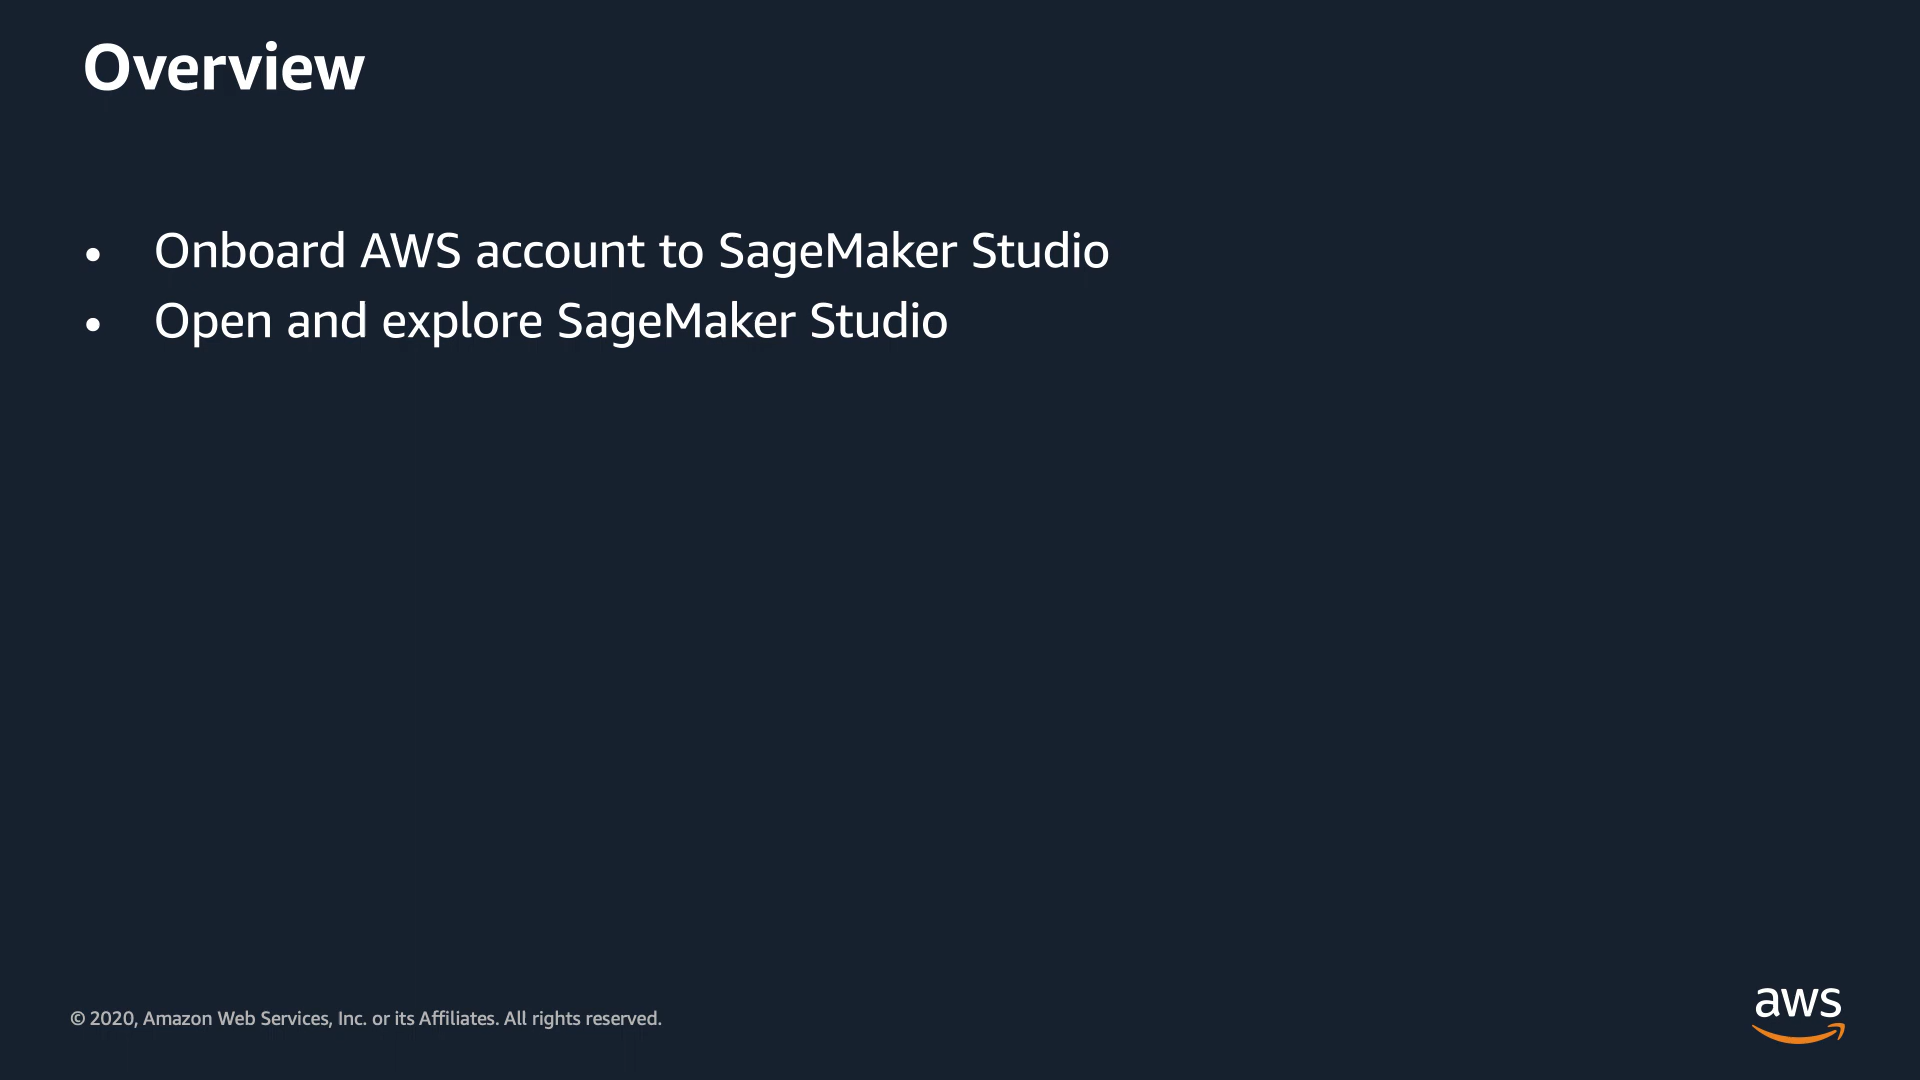 Overview
• Onboard AWS account to SageMaker Studio
• Open and explore SageMaker Studio
© 2020, Amazon Web Services, Inc. or its Affiliates. All rights reserved.
aws